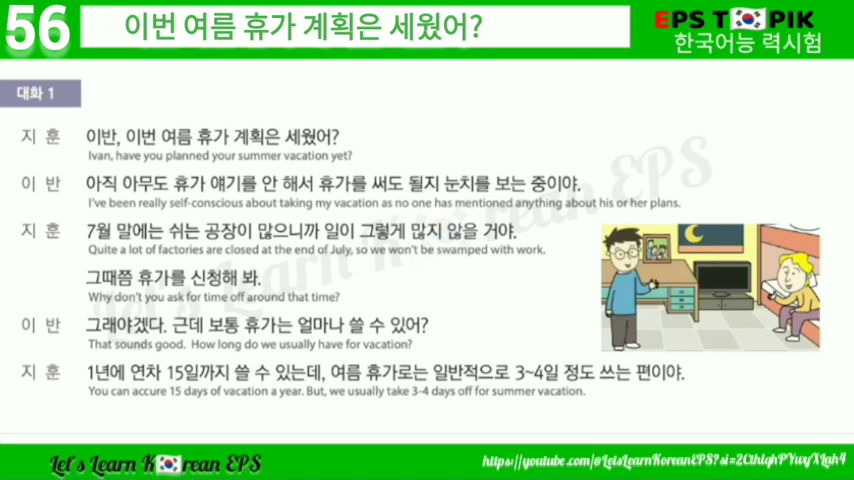 56
이번 여름 휴가 계획은 세웠어?
EPS TOPIK
한국어능 력시험
대화 1
지 훈 이반, 이번 여름 휴가 계획은 세웠어?
Ivan, have you planned your summer vacation yet?
이 반 아직 아무도 휴가 얘기를 안 해서 휴가를 써도 될지 눈치를 보는 중이야.
I've been really self-conscious about taking my vacation as no one has mentioned anything about his or her plans.
지 훈 7월 말에는 쉬는 공장이 많으니까 일이 그렇게 많지 않을 거야.
Quite a lot of factories are closed at the end of July, so we won't be swamped with work.
그때쯤 휴가를 신청해 봐.
Why don't you ask for time off around that time?
이 반 그래야겠다. 근데 보통 휴가는 얼마나 쓸 수 있어?
That sounds good. How long do we usually have for vacation?
지 훈 1년에 연차 15일까지 쓸 수 있는데, 여름 휴가로는 일반적으로 3~4일 정도 쓰는 편이야.
You can accure 15 days of vacation a year. But, we usually take 3-4 days off for summer vacation.
Let's Learn Korean EPS
Let's Learn Korean EPS